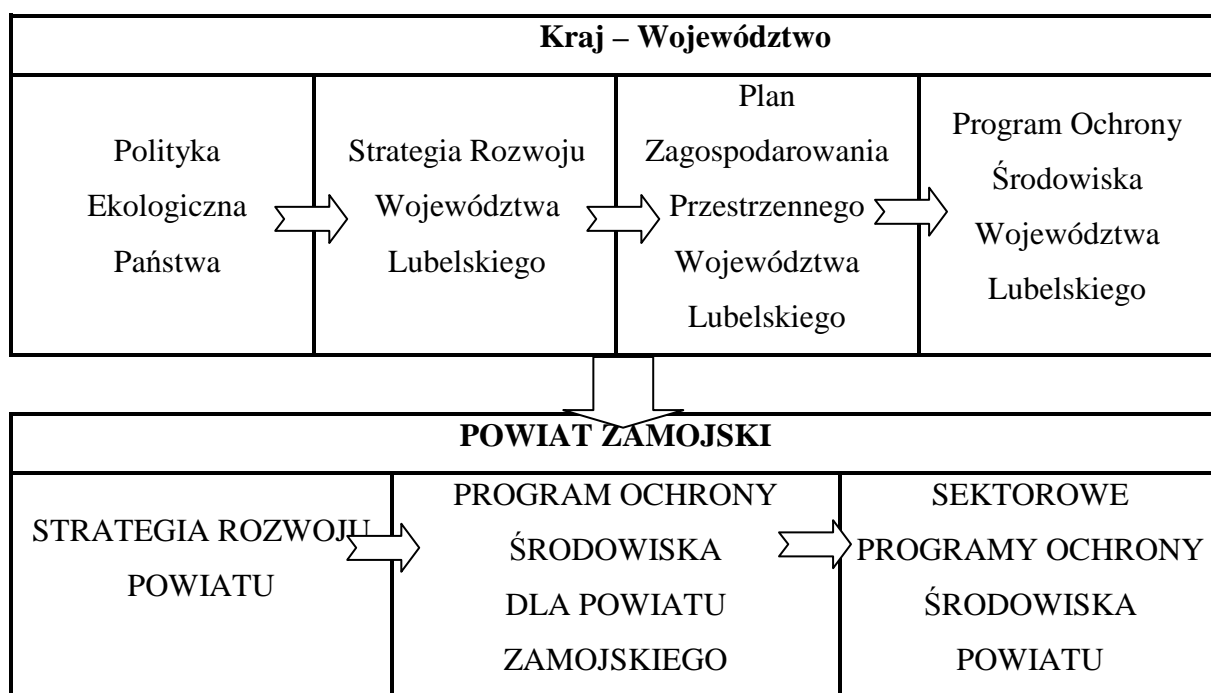 Kraj – Województwo
Polityka
Ekologiczna
Państwa
Strategia Rozwoju
Województwa
Lubelskiego
Plan
Zagospodarowania
Przestrzennego
Województwa
Lubelskiego
Program Ochrony
Środowiska
Województwa
Lubelskiego
POWIAT ZAMOJSKI
STRATEGIA ROZWOJU
POWIATU
PROGRAM OCHRONY
ŚRODOWISKA
DLA POWIATU
ZAMOJSKIEGO
SEKTOROWE
PROGRAMY OCHRONY
ŚRODOWISKA
POWIATU